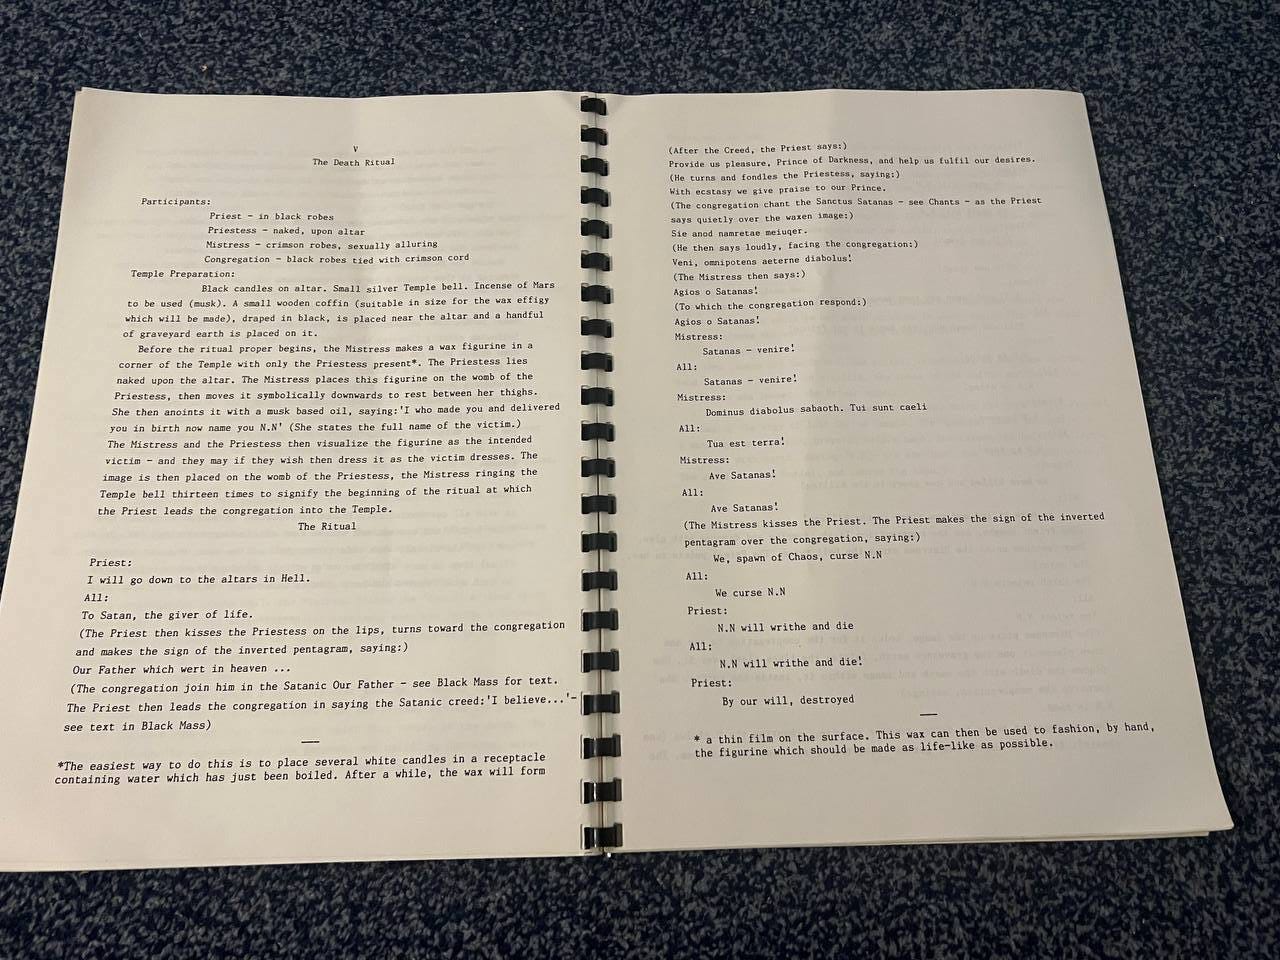 V
The Death Ritual
Participants:
Priest - in black robes
Priestess - naked, upon altar
Mistress - crimson robes, sexually alluring
Congregation - black robes tied with crimson cord
Temple Preparation:
Black candles on altar. Small silver Temple bell. Incense of Mars
to be used (musk). A small wooden coffin (suitable in size for the wax effigy
which will be made), draped in black, is placed near the altar and a handful
of graveyard earth is placed on it.
Before the ritual proper begins, the Mistress makes a wax figurine in a
corner of the Temple with only the Priestess present*. The Priestess lies
naked upon the altar. The Mistress places this figurine on the womb of the
Priestess, then moves it symbolically downwards to rest between her thighs.
She then anoints it with a musk based oil, saying:'I who made you and delivered
you in birth now name you N.N' (She states the full name of the victim.)
The Mistress and the Priestess then visualize the figurine as the intended
victim - and they may if they wish then dress it as the victim dresses. The
image is then placed on the womb of the Priestess, the Mistress ringing the
Temple bell thirteen times to signify the beginning of the ritual at which
the Priest leads the congregation into the Temple.
The Ritual
Priest:
I will go down to the altars in Hell.
All:
To Satan, the giver of life.
(The Priest then kisses the Priestess on the lips, turns toward the congregation
and makes the sign of the inverted pentagram, saying:)
Our Father which wert in heaven ...
(The congregation join him in the Satanic Our Father - see Black Mass for text.
The Priest then leads the congregation in saying the Satanic creed:'I believe...'-
see text in Black Mass)
*The easiest way to do this is to place several white candles in a receptacle
containing water which has just been boiled. After a while, the wax will form
(After the Creed, the Priest says:)
Provide us pleasure, Prince of Darkness, and help us fulfil our desires.
(He turns and fondles the Priestess, saying:)
With ecstasy we give praise to our Prince.
(The congregation chant the Sanctus Satanas - see Chants - as the Priest
says quietly over the waxen image:)
Sie anod namretae meiuqer.
(He then says loudly, facing the congregation:)
Veni, omnipotens aeterne diabolus!
(The Mistress then says:)
Agios o Satanas!
(To which the congregation respond:)
Agios o Satanas!
Mistress:
Satanas - venire!
All:
Satanas - venire!
Mistress:
Dominus diabolus sabaoth. Tui sunt caeli
All:
Tua est terra!
Mistress:
Ave Satanas!
All:
Ave Satanas!
(The Mistress kisses the Priest. The Priest makes the sign of the inverted
pentagram over the congregation, saying:)
We, spawn of Chaos, curse N.N
All:
We curse N.N
Priest:
N.N will writhe and die
All:
N.N will writhe and die!
Priest:
By our will, destroyed
* a thin film on the surface. This wax can then be used to fashion, by hand,
the figurine which should be made as life-like as possible.